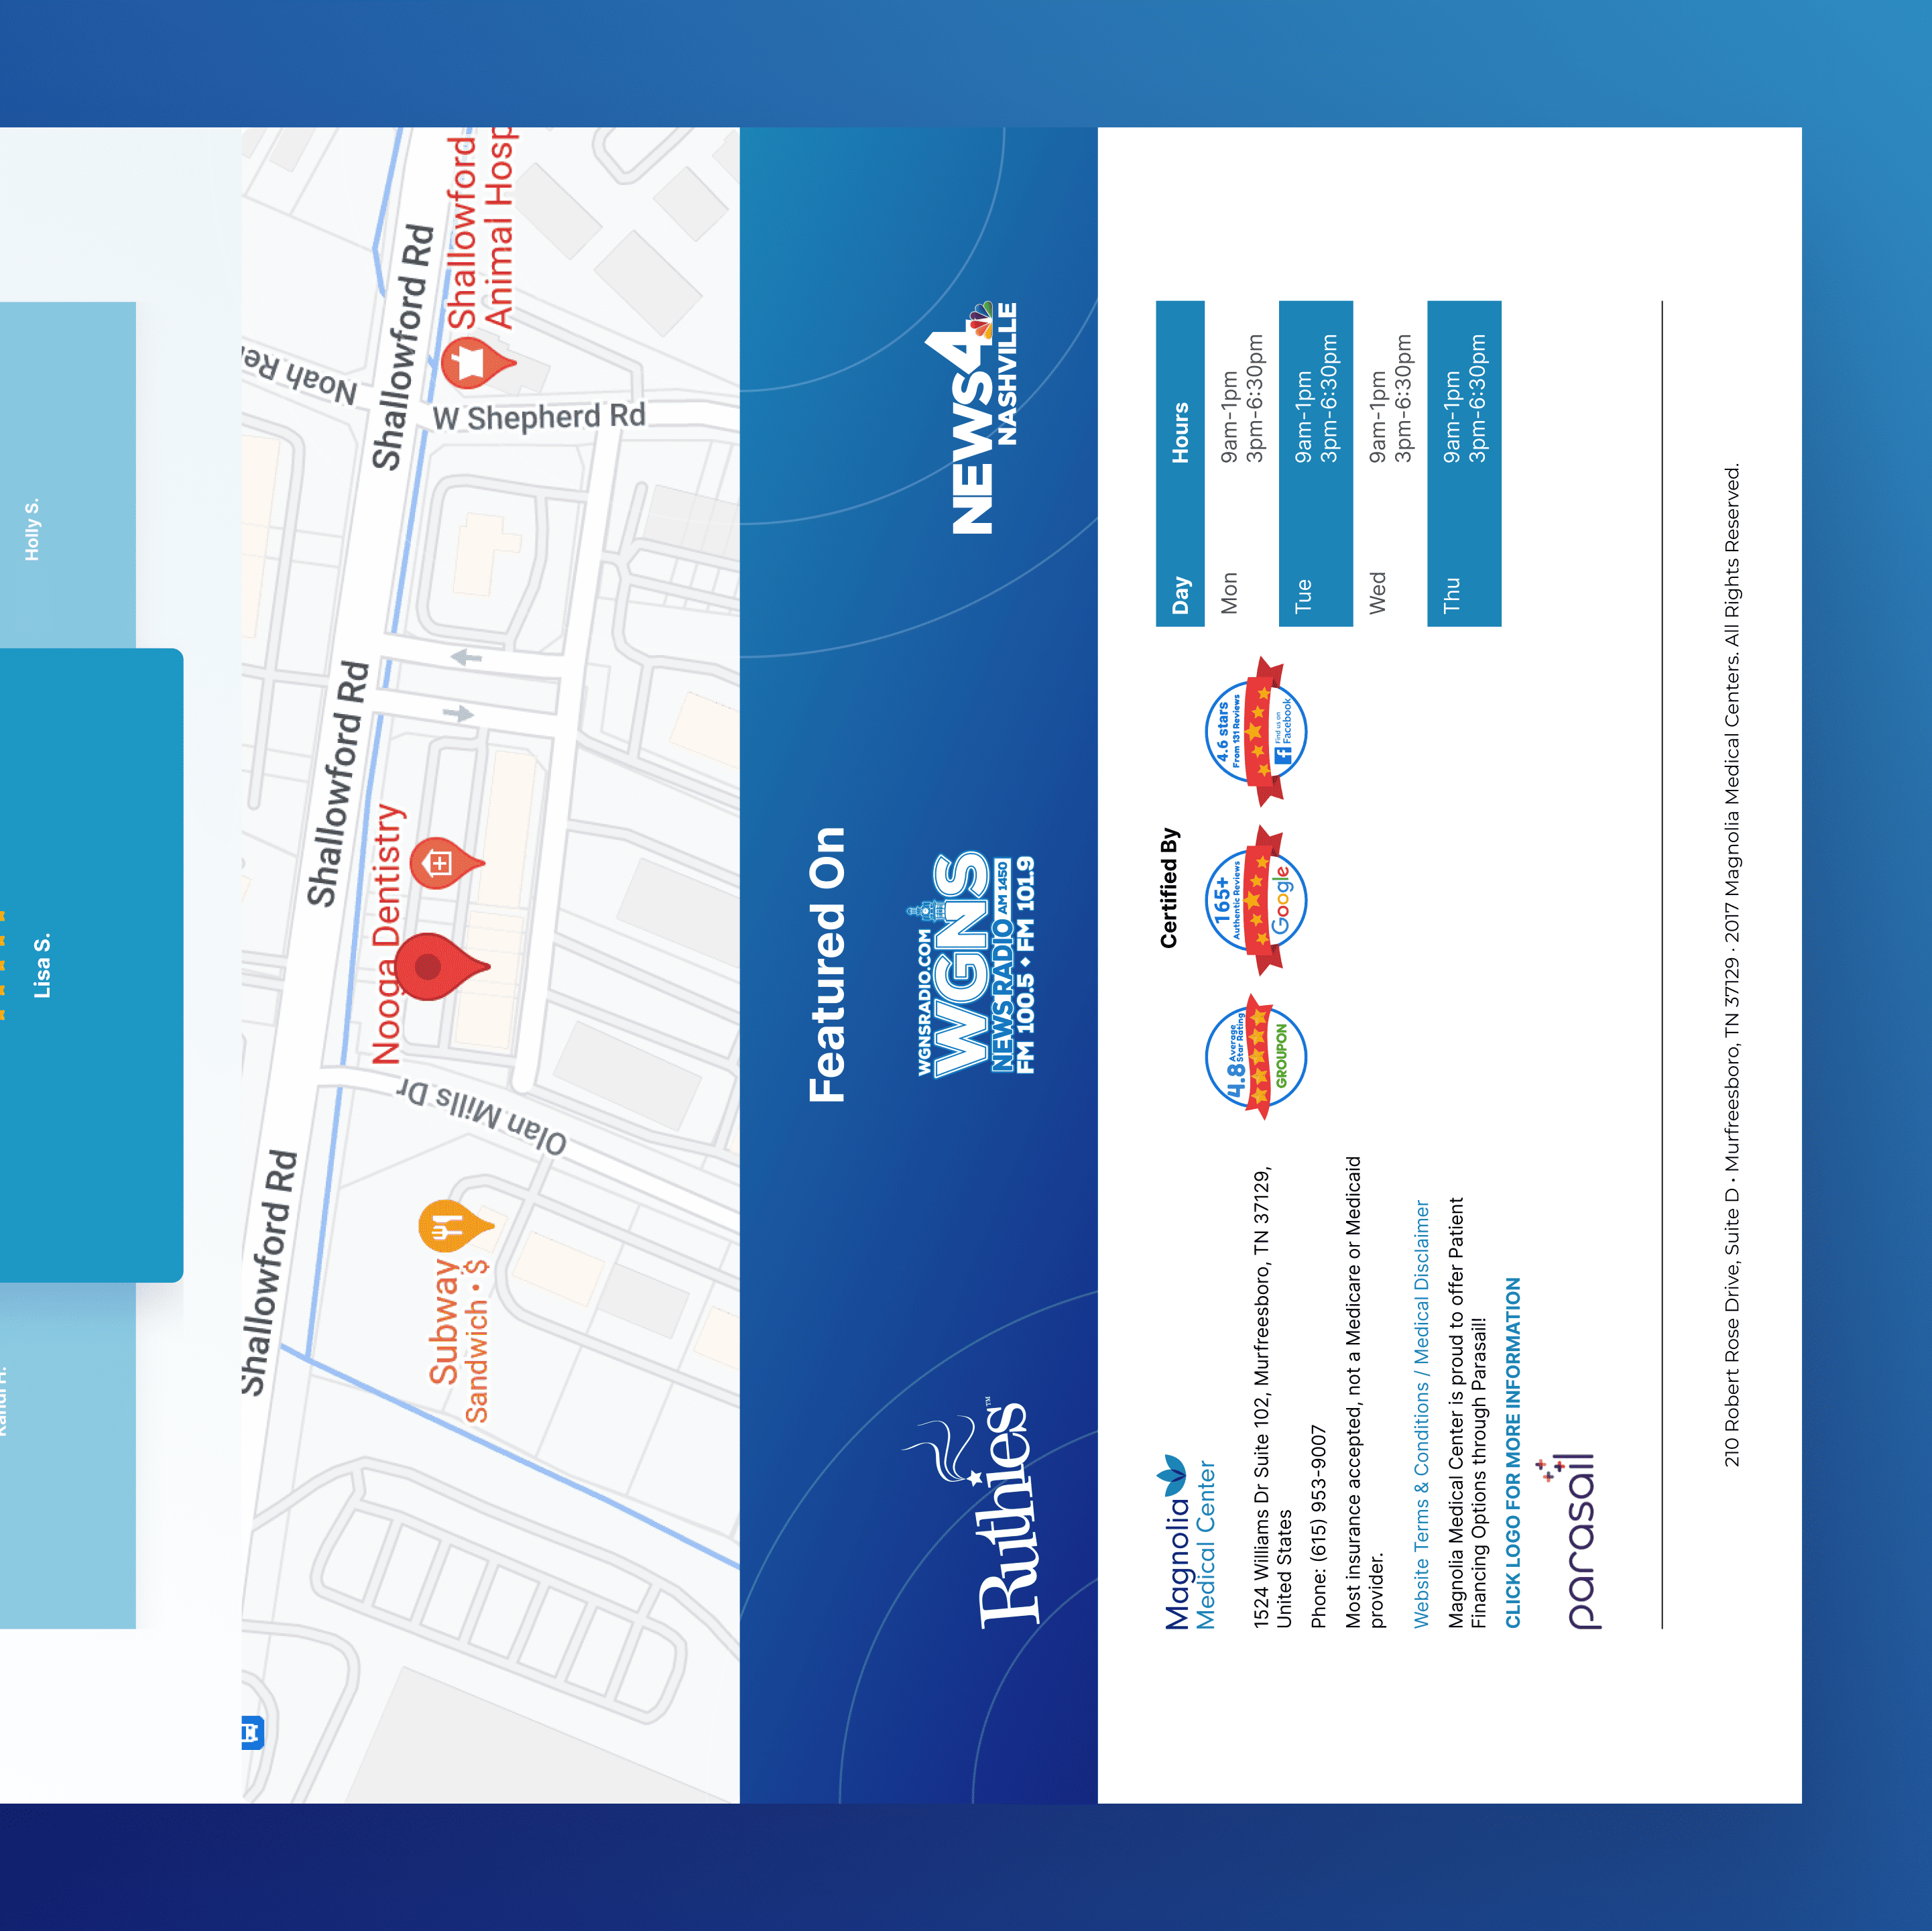 Holly S.
Lisa S.
Shallowford Rd
Shallowford Rd
Shallowford Rd
Shallowford Rd
W Shepherd Rd
Olan Mills Dr
Noah Rei
Shallowford
Animal Hosp
Nooga Dentistry
Subway
Sandwich • $
Featured On
Ruthies™
WGNSRADIO.COM
WGNS
NEWS RADIO AM 1450
FM 100.5 • FM 101.9
NEWS4
NASHVILLE
Magnolia
Medical Center
1524 Williams Dr Suite 102, Murfreesboro, TN 37129,
United States
Phone: (615) 953-9007
Most insurance accepted, not a Medicare or Medicaid
provider.
Website Terms & Conditions / Medical Disclaimer
Magnolia Medical Center is proud to offer Patient
Financing Options through Parasail!
CLICK LOGO FOR MORE INFORMATION
parasail
Certified By
4.8 Average
Star Rating
GROUPON
165+
Authentic Reviews
Google
4.6 stars
From 131 Reviews
Find us on
Facebook
Day Hours
Mon 9am-1pm
3pm-6:30pm
Tue 9am-1pm
3pm-6:30pm
Wed 9am-1pm
3pm-6:30pm
Thu 9am-1pm
3pm-6:30pm
210 Robert Rose Drive, Suite D • Murfreesboro, TN 37129 • 2017 Magnolia Medical Centers. All Rights Reserved.